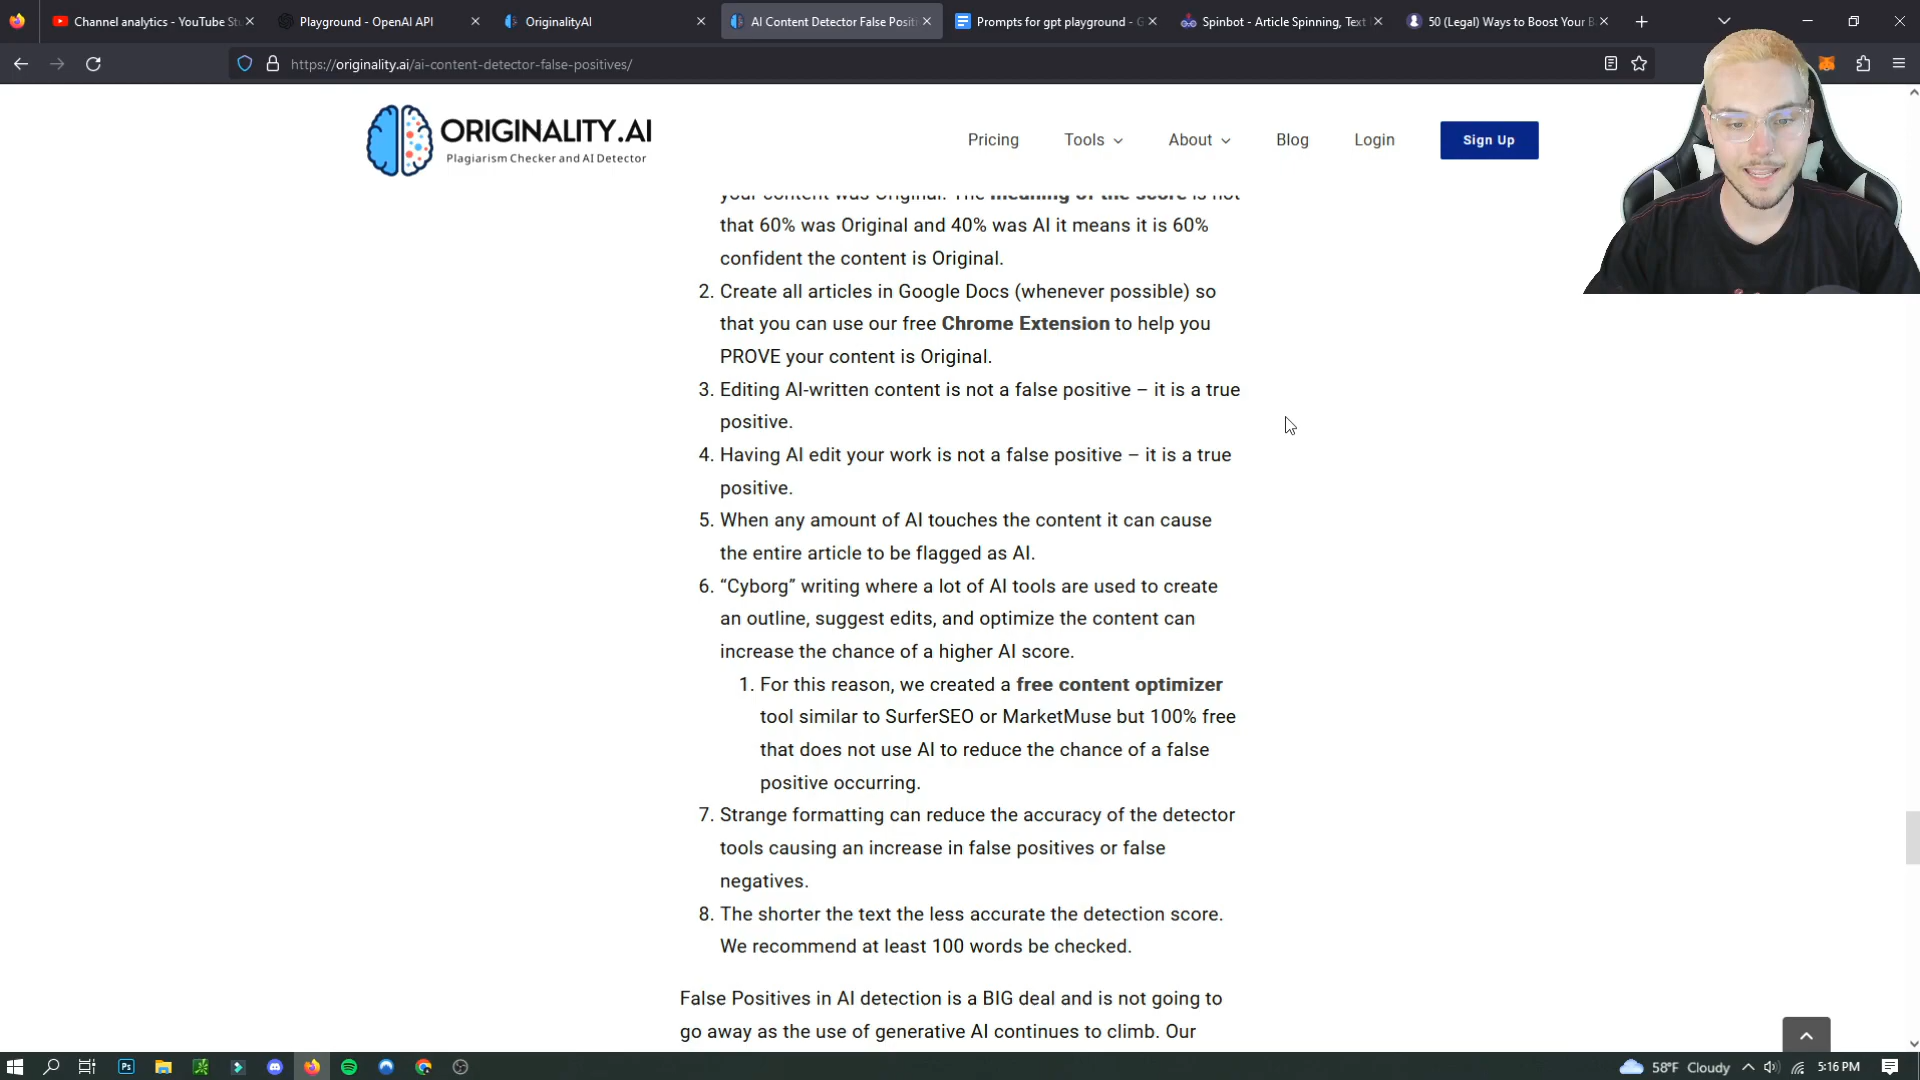 Channel analytics - YouTube St
Playground - OpenAI API
OriginalityAI
AI Content Detector False Positi
Prompts for gpt playground - G
Spinbot - Article Spinning, Text
50 (Legal) Ways to Boost Your B
https://originality.ai/ai-content-detector-false-positives/
ORIGINALITY.AI
Plagiarism Checker and AI Detector
Pricing
Tools
About
Blog
Login
Sign Up
your content was Original. The meaning of the score is not
that 60% was Original and 40% was AI it means it is 60%
confident the content is Original.
2. Create all articles in Google Docs (whenever possible) so
that you can use our free Chrome Extension to help you
PROVE your content is Original.
3. Editing AI-written content is not a false positive – it is a true
positive.
4. Having AI edit your work is not a false positive – it is a true
positive.
5. When any amount of AI touches the content it can cause
the entire article to be flagged as AI.
6. “Cyborg” writing where a lot of AI tools are used to create
an outline, suggest edits, and optimize the content can
increase the chance of a higher AI score.
1. For this reason, we created a free content optimizer
tool similar to SurferSEO or MarketMuse but 100% free
that does not use AI to reduce the chance of a false
positive occurring.
7. Strange formatting can reduce the accuracy of the detector
tools causing an increase in false positives or false
negatives.
8. The shorter the text the less accurate the detection score.
We recommend at least 100 words be checked.
False Positives in AI detection is a BIG deal and is not going to
go away as the use of generative AI continues to climb. Our
Ps
58°F Cloudy
5:16 PM